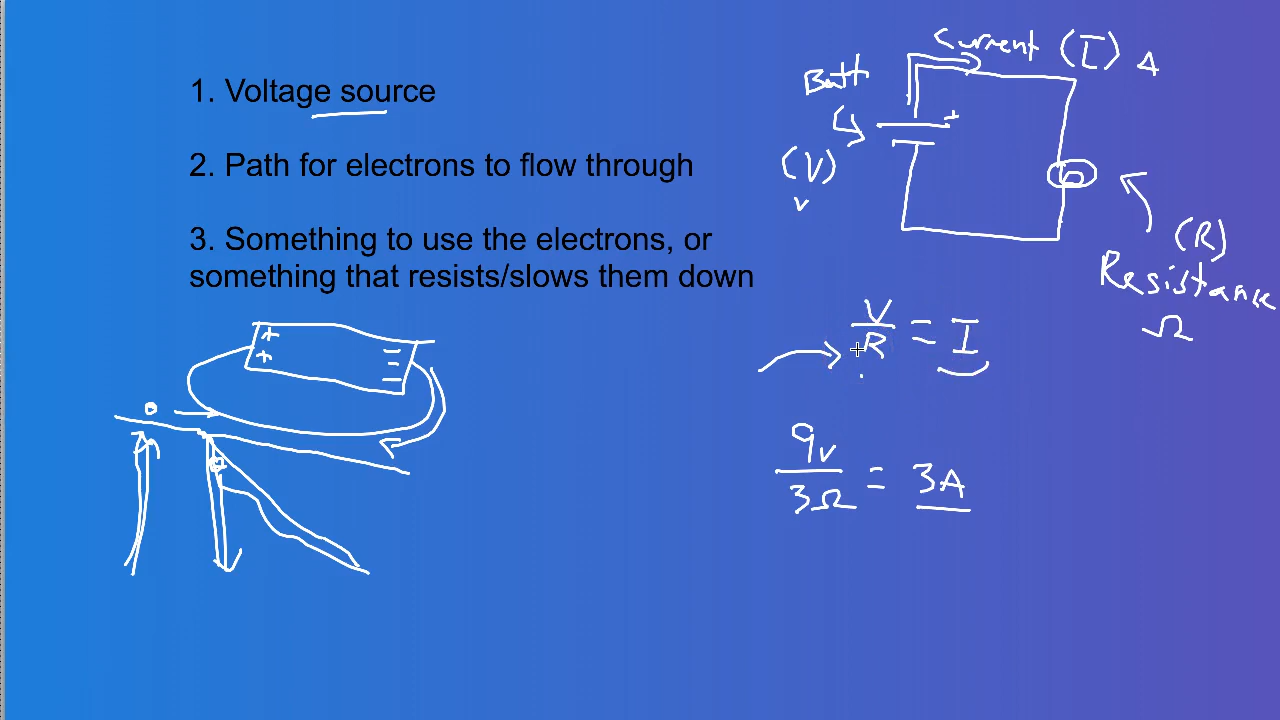 1. Voltage source
2. Path for electrons to flow through
3. Something to use the electrons, or
something that resists/slows them down
Current (I) A
Batt
+
(V)
v
(R)
Resistance
Ω
V
R
= I
9v
3Ω
= 3A
+
+